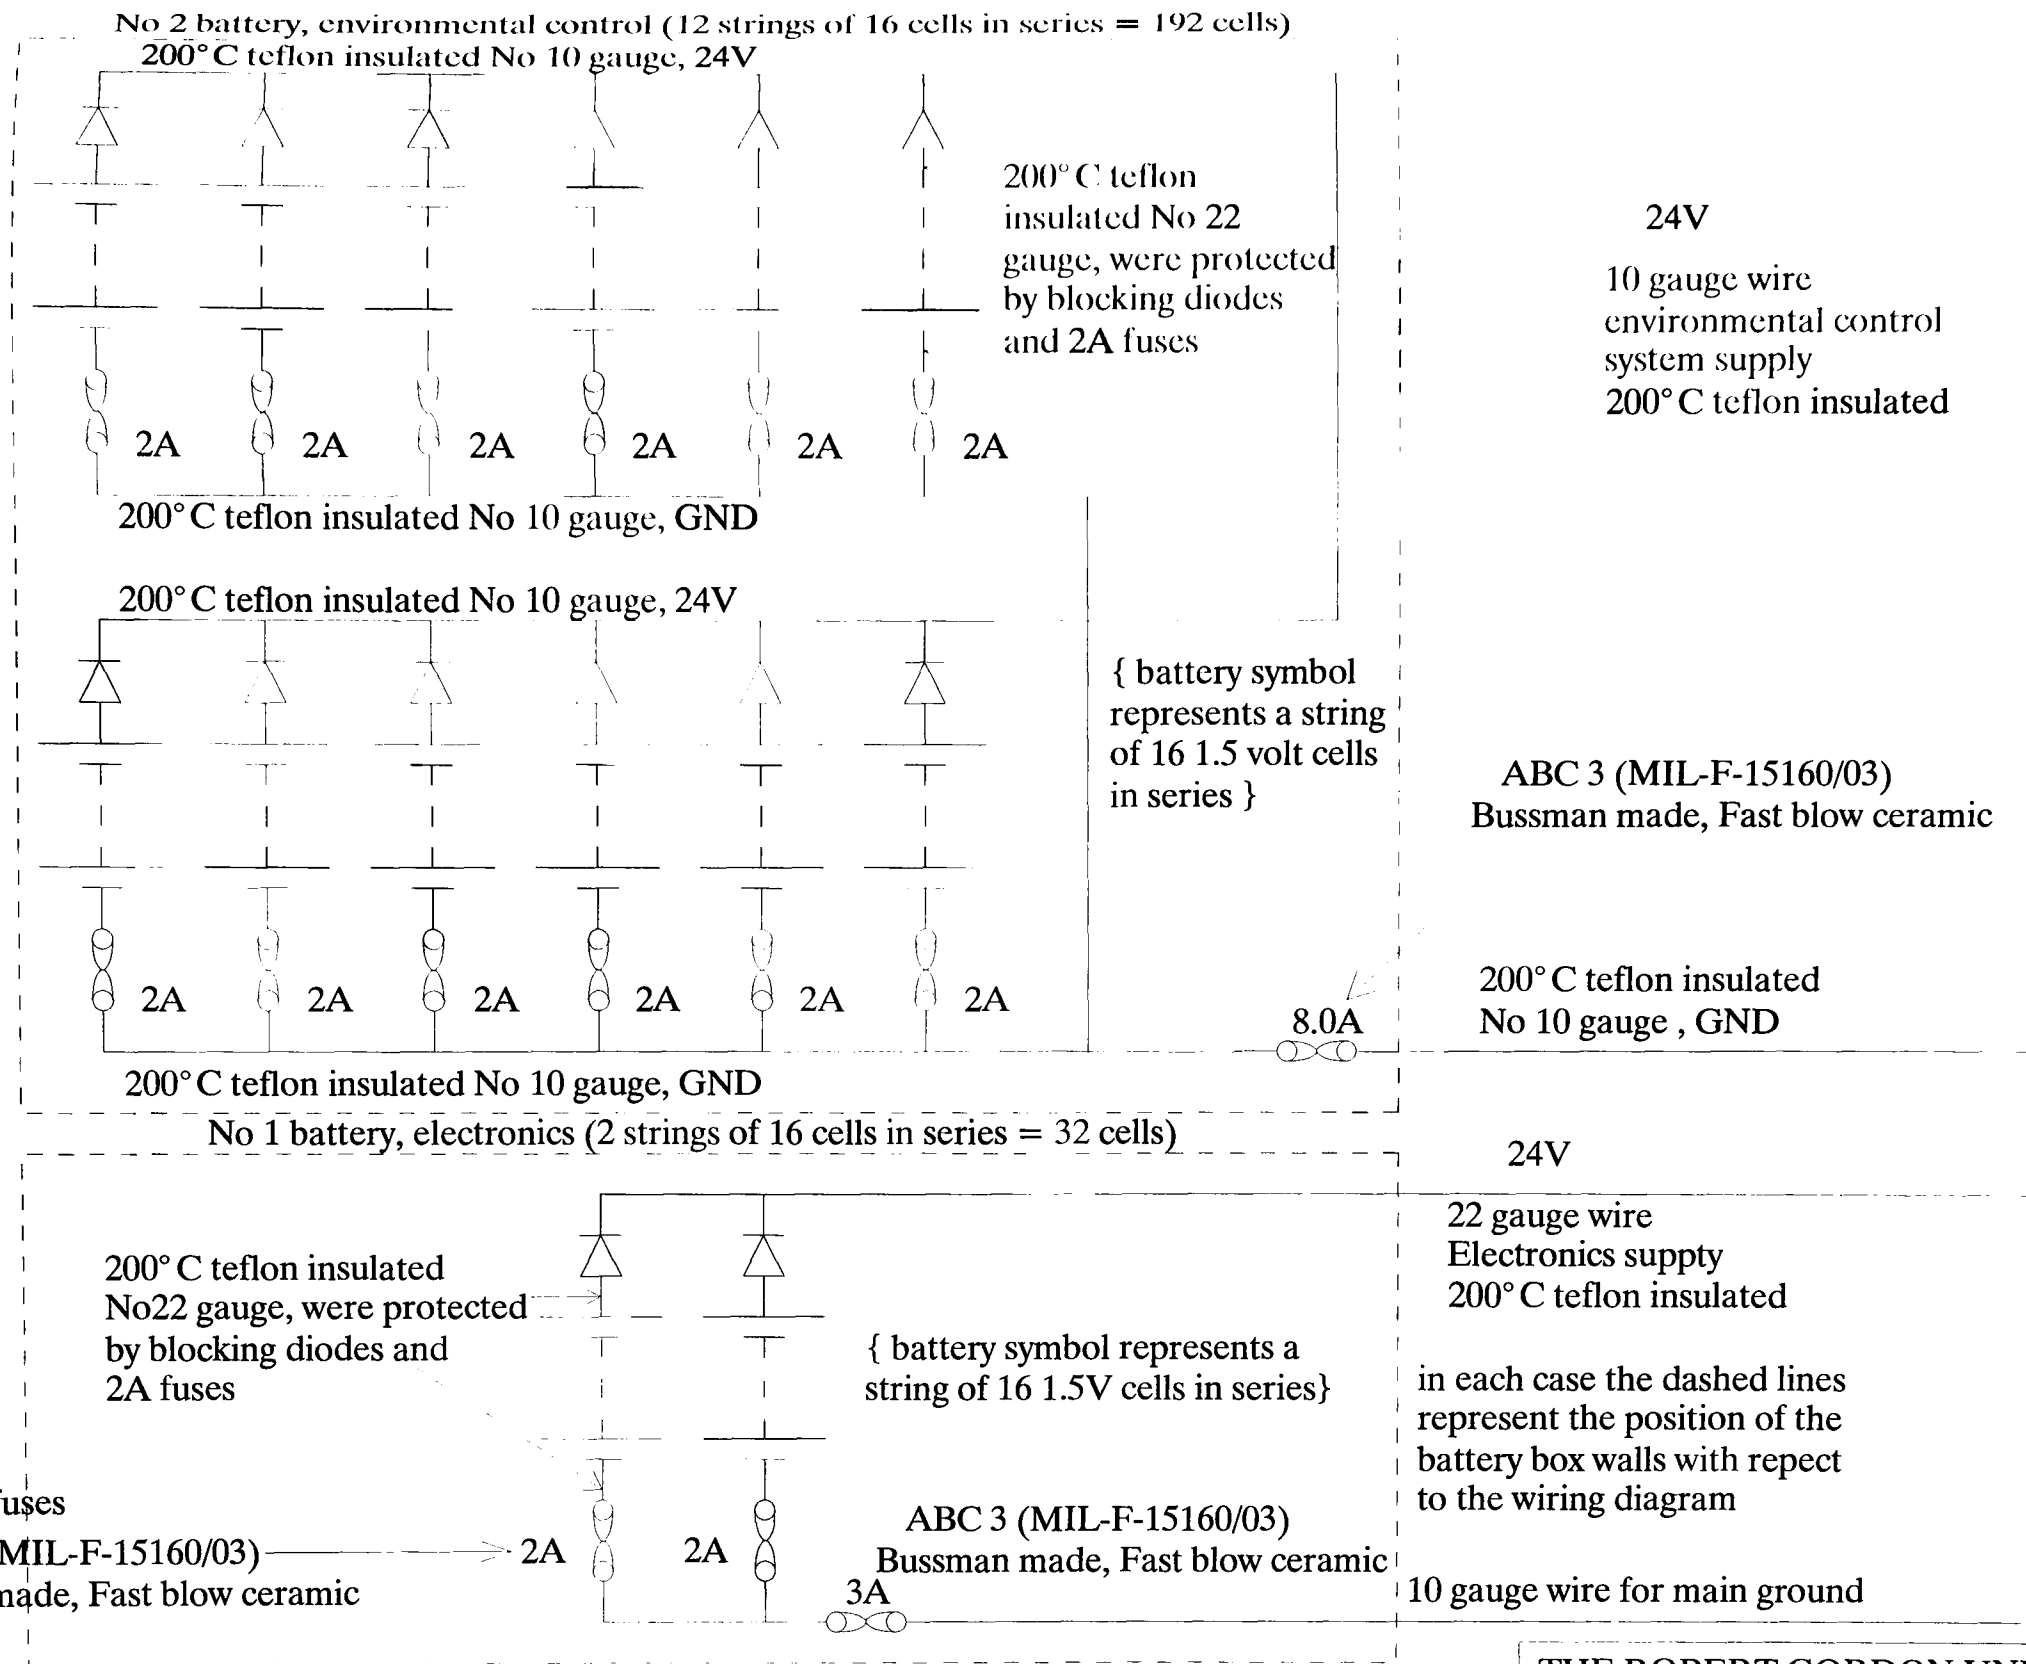 No 2 battery, environmental control (12 strings of 16 cells in series = 192 cells)
200°C teflon insulated No 10 gauge, 24V
200°C teflon
insulated No 22
gauge, were protected
by blocking diodes
and 2A fuses
24V
10 gauge wire
environmental control
system supply
200°C teflon insulated
2A 2A 2A 2A 2A 2A
200°C teflon insulated No 10 gauge, GND
200°C teflon insulated No 10 gauge, 24V
{ battery symbol
represents a string
of 16 1.5 volt cells
in series }
ABC 3 (MIL-F-15160/03)
Bussman made, Fast blow ceramic
2A 2A 2A 2A 2A 2A
8.0A
200°C teflon insulated
No 10 gauge , GND
200°C teflon insulated No 10 gauge, GND
No 1 battery, electronics (2 strings of 16 cells in series = 32 cells)
24V
22 gauge wire
Electronics supty
200°C teflon insulated
200°C teflon insulated
No22 gauge, were protected
by blocking diodes and
2A fuses
{ battery symbol represents a
string of 16 1.5V cells in series}
in each case the dashed lines
represent the position of the
battery box walls with repect
to the wiring diagram
fuses
MIL-F-15160/03)
made, Fast blow ceramic
2A 2A
ABC 3 (MIL-F-15160/03)
Bussman made, Fast blow ceramic
3A
10 gauge wire for main ground
THE ROBERT GORDON UNI